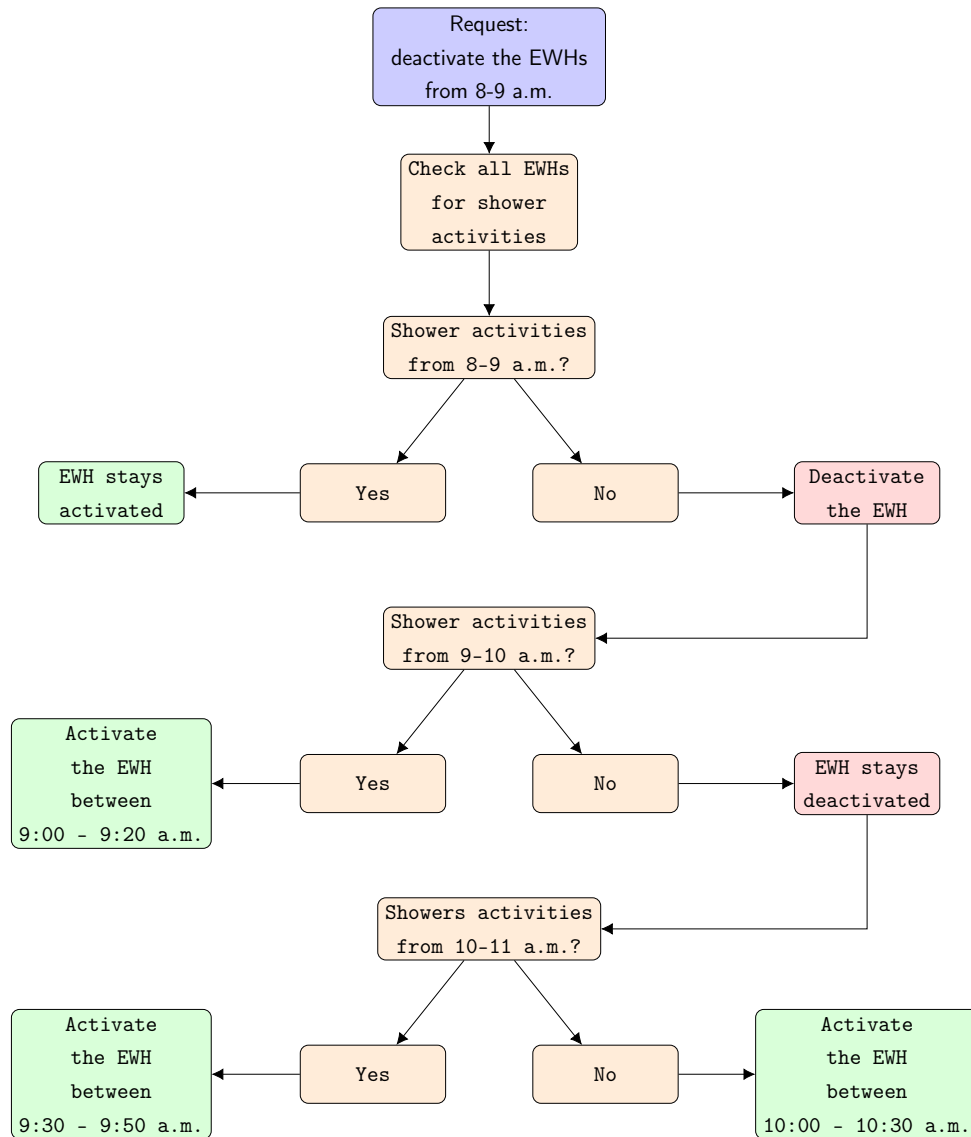 Request:
deactivate the EWHs
from 8-9 a.m.
Check all EWHs
for shower
activities
Shower activities
from 8-9 a.m.?
EWH stays
activated
Yes
No
Deactivate
the EWH
Shower activities
from 9-10 a.m.?
Activate
the EWH
between
9:00 - 9:20 a.m.
Yes
No
EWH stays
deactivated
Showers activities
from 10-11 a.m.?
Activate
the EWH
between
9:30 - 9:50 a.m.
Yes
No
Activate
the EWH
between
10:00 - 10:30 a.m.